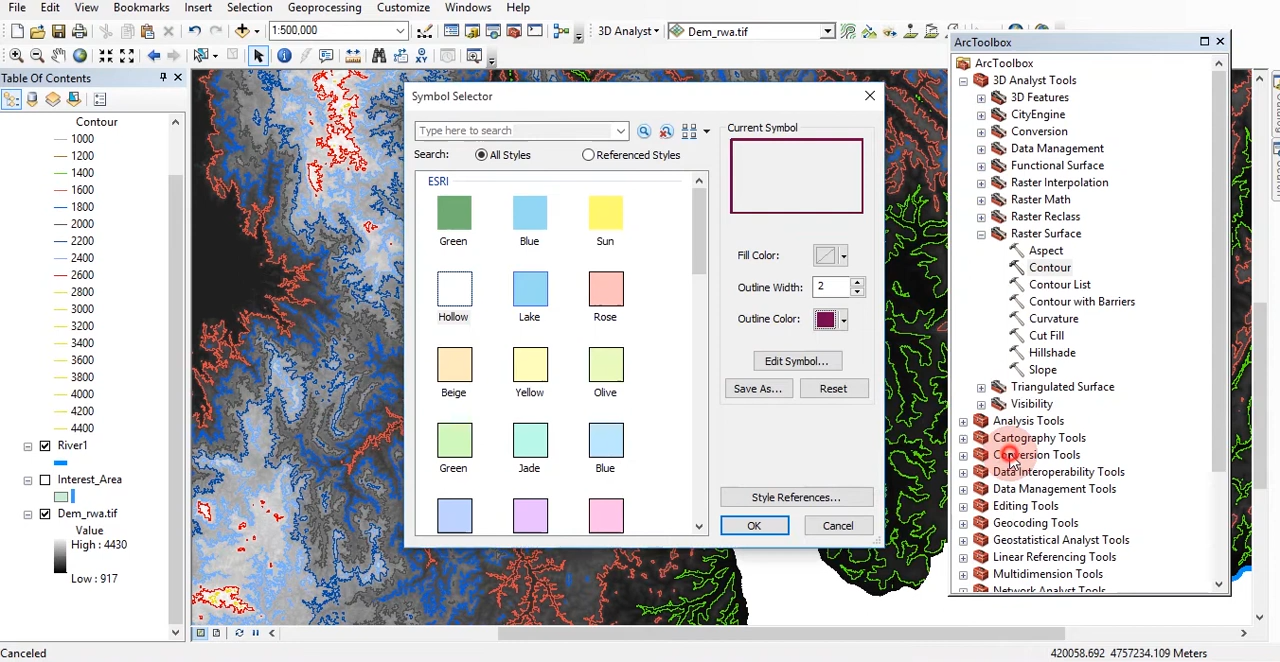 File Edit View Bookmarks Insert Selection Geoprocessing Customize Windows Help
1:500,000
3D Analyst
Dem_rwa.tif
Table Of Contents
Contour
1000
1200
1400
1600
1800
2000
2200
2400
2600
2800
3000
3400
3600
3800
4000
4200
4400
River1
Interest_Area
Dem_rwa.tif
Value
High : 4430
Low : 917
Symbol Selector
Type here to search
Search: All Styles Referenced Styles
ESRI
Green Blue Sun
Hollow Lake Rose
Beige Yellow Olive
Green Jade Blue
Current Symbol
Fill Color:
Outline Width: 2
Outline Color:
Edit Symbol...
Save As... Reset
Style References...
OK Cancel
ArcToolbox
ArcToolbox
3D Analyst Tools
3D Features
CityEngine
Conversion
Data Management
Functional Surface
Raster Interpolation
Raster Math
Raster Reclass
Raster Surface
Aspect
Contour
Contour List
Contour with Barriers
Curvature
Cut Fill
Hillshade
Slope
Triangulated Surface
Visibility
Analysis Tools
Cartography Tools
Conversion Tools
Data Interoperability Tools
Data Management Tools
Editing Tools
Geocoding Tools
Geostatistical Analyst Tools
Linear Referencing Tools
Multidimension Tools
Network Analyst Tools
Canceled
420058.692 4757234.109 Meters